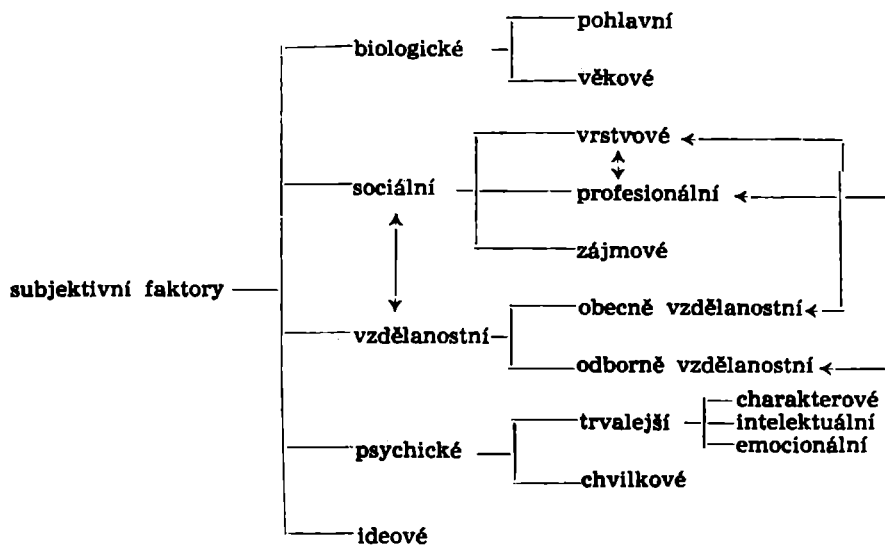 pohlavní
biologické
věkové
vrstvové
sociální
profesionální
zájmové
subjektivní faktory
obecně vzdělanostní
vzdělanostní
odborně vzdělanostní
charakterové
trvalejší
intelektuální
emocionální
psychické
chvilkové
ideové